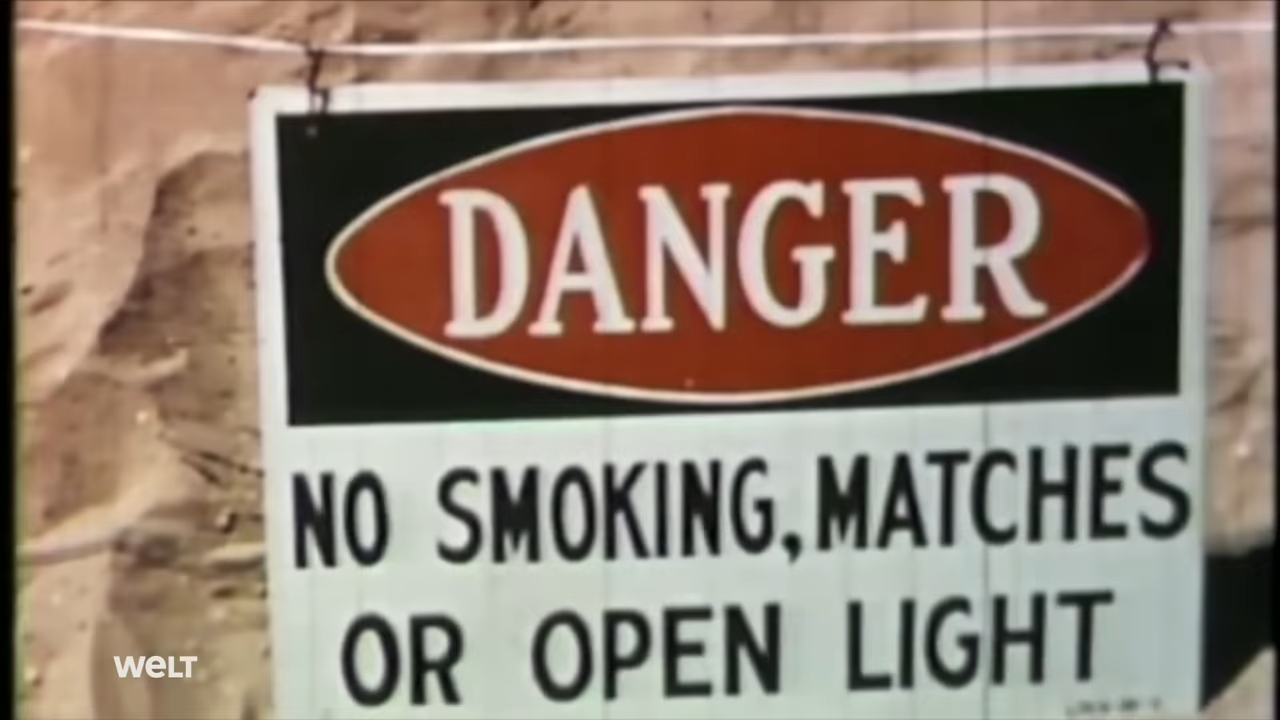 DANGER
NO SMOKING, MATCHES
OR OPEN LIGHT
WELT